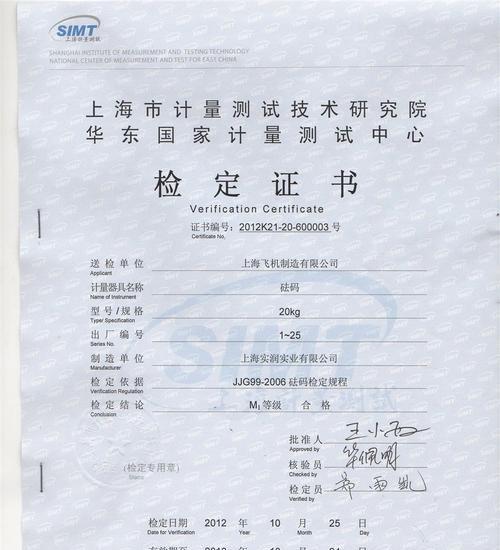 SIMT
上海计量测试
SHANGHAI INSTITUTE OF MEASUREMENT AND TESTING TECHNOLOGY
NATIONAL CENTER OF MEASUREMENT AND TEST FOR EAST CHINA
上海市计量测试技术研究院
华东国家计量测试中心
检定证书
Verification Certificate
证书编号: 2012K21-20-600003 号
Certificate No.
送检单位 上海飞机制造有限公司
Applicant
计量器具名称 砝码
Name of Instrument
型号/规格 20kg
Type/ Specification
出厂编号 1~25
Series No.
制造单位 上海实润实业有限公司
Manufacturer
检定依据 JJG99-2006 砝码检定规程
Verification Regulation
检定结论 M₁等级 合格
Conclusion
SIMT
批准人 王小
Approved by
核验员
Checked by
(检定专用章)
Stamp
检定员
Verified by
检定日期 2012 年 10 月 25 日
Date for Verification Year Month Day
有效期至